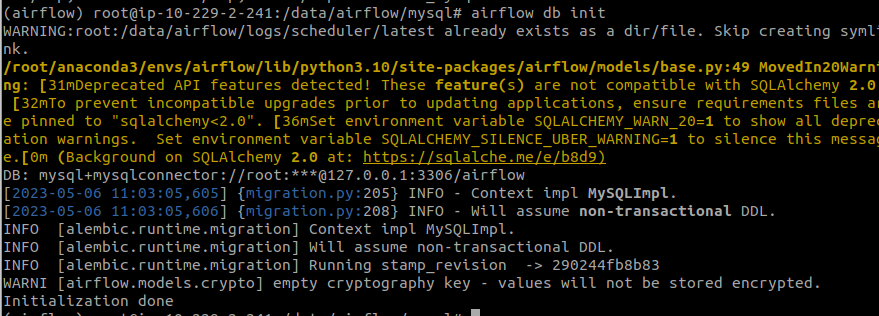 (airflow) root@ip-10-229-2-241:/data/airflow/mysql# airflow db init
WARNING:root:/data/airflow/logs/scheduler/latest already exists as a dir/file. Skip creating symli
nk.
/root/anaconda3/envs/airflow/lib/python3.10/site-packages/airflow/models/base.py:49 MovedIn20Warni
ng: [31mDeprecated API features detected! These feature(s) are not compatible with SQLAlchemy 2.0.
 [32mTo prevent incompatible upgrades prior to updating applications, ensure requirements files ar
e pinned to "sqlalchemy<2.0". [36mSet environment variable SQLALCHEMY_WARN_20=1 to show all deprec
ation warnings.  Set environment variable SQLALCHEMY_SILENCE_UBER_WARNING=1 to silence this messag
e.[0m (Background on SQLAlchemy 2.0 at: https://sqlalche.me/e/b8d9)
DB: mysql+mysqlconnector://root:***@127.0.0.1:3306/airflow
[2023-05-06 11:03:05,605] {migration.py:205} INFO - Context impl MySQLImpl.
[2023-05-06 11:03:05,606] {migration.py:208} INFO - Will assume non-transactional DDL.
INFO  [alembic.runtime.migration] Context impl MySQLImpl.
INFO  [alembic.runtime.migration] Will assume non-transactional DDL.
INFO  [alembic.runtime.migration] Running stamp_revision  -> 290244fb8b83
WARNI [airflow.models.crypto] empty cryptography key - values will not be stored encrypted.
Initialization done